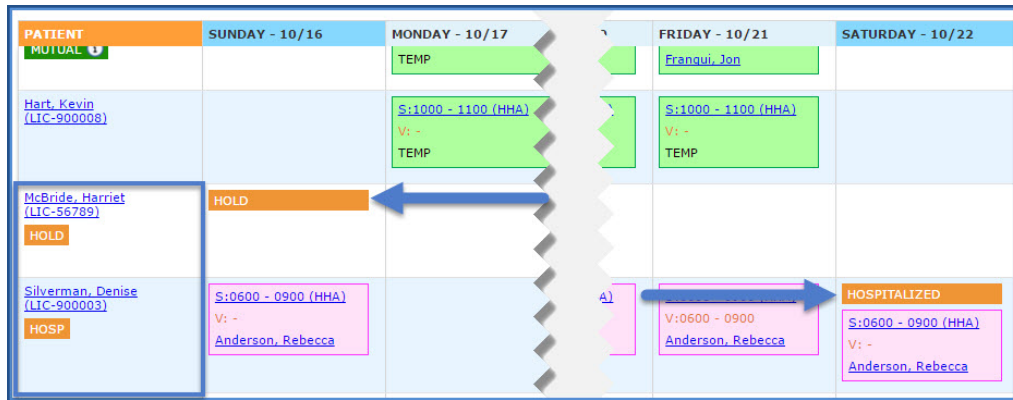 PATIENT SUNDAY - 10/16 MONDAY - 10/17 FRIDAY - 10/21 SATURDAY - 10/22
MUTUAL
TEMP Franqui, Jon
Hart, Kevin
(LIC-900008)
S:1000 - 1100 (HHA) S:1000 - 1100 (HHA)
V: - V: -
TEMP TEMP
McBride, Harriet
(LIC-56789)
HOLD
HOLD
Silverman, Denise
(LIC-900003)
HOSP
S:0600 - 0900 (HHA)
V: -
Anderson, Rebecca
V:0600 - 0900
Anderson, Rebecca
HOSPITALIZED
S:0600 - 0900 (HHA)
V: -
Anderson, Rebecca